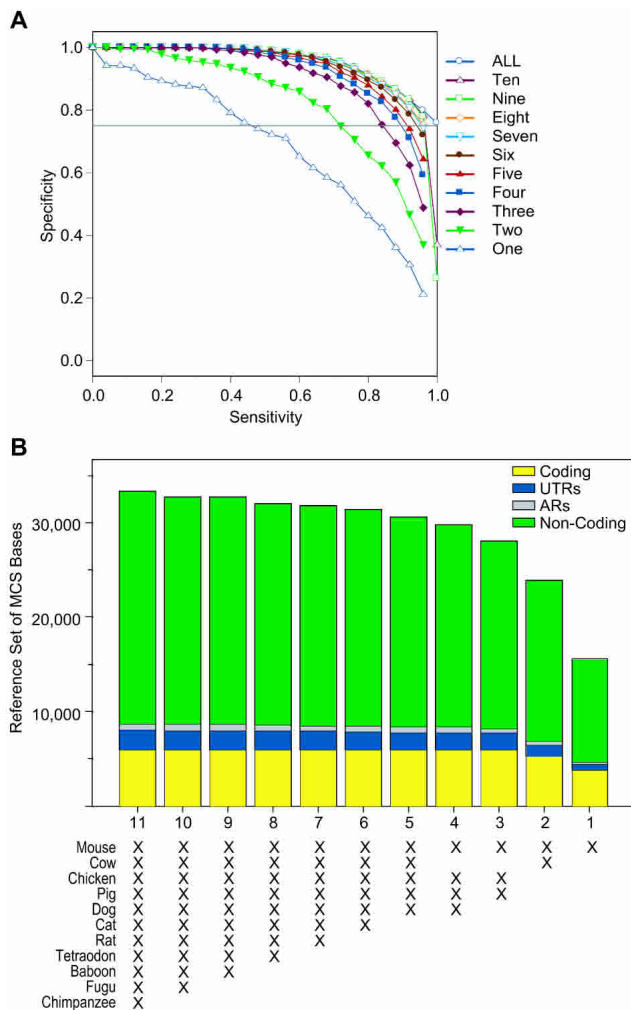 A
1.0
0.8
0.6
0.4
0.2
0.0
Specificity
0.0 0.2 0.4 0.6 0.8 1.0
Sensitivity
ALL
Ten
Nine
Eight
Seven
Six
Five
Four
Three
Two
One
B
Reference Set of MCS Bases
30,000
20,000
10,000
Coding
UTRs
ARs
Non-Coding
11 10 9 8 7 6 5 4 3 2 1
Mouse X X X X X X X X X X X
Cow X X X X X X X X
Chicken X X X X X X X X X
Pig X X X X X X X X X
Dog X X X X X X X X
Cat X X X X X X
Rat X X X X X
Tetraodon X X X X
Baboon X X X
Fugu X X
Chimpanzee X